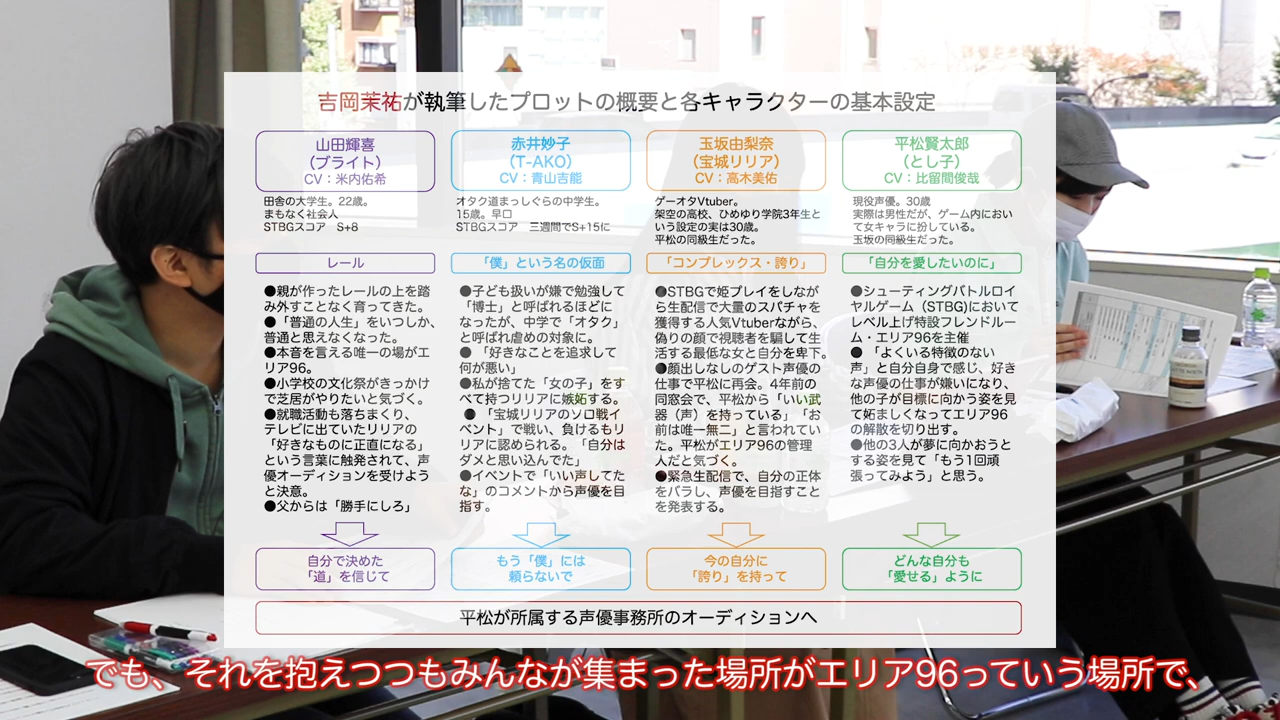 吉岡茉祐が執筆したプロットの概要と各キャラクターの基本設定
山田輝喜
(ブライト)
CV：米内佑希
田舎の大学生。22歳。
まもなく社会人
STBGスコア　S+8
レール
●親が作ったレールの上を踏
み外すことなく育ってきた。
●「普通の人生」をいつしか、
普通と思えなくなった。
●本音を言える唯一の場がエ
リア96。
●小学校の文化祭がきっかけ
で芝居がやりたいと気づく。
●就職活動も落ちまくり、
テレビに出ていたリリアの
「好きなものに正直になる」
という言葉に触発されて、声
優オーディションを受けよう
と決意。
●父からは「勝手にしろ」
自分で決めた
「道」を信じて
赤井妙子
(T-AKO)
CV：青山吉能
オタク道まっしぐらの中学生。
15歳。早口
STBGスコア　三週間でS+15に
「僕」という名の仮面
●子ども扱いが嫌で勉強して
「博士」と呼ばれるほどに
なったが、中学で「オタク」
と呼ばれ虐めの対象に。
●「好きなことを追求して
何が悪い」
●私が捨てた「女の子」をす
べて持つリリアに嫉妬する。
●「宝城リリアのソロ戦イ
ベント」で戦い、負けるもリ
リアに認められる。「自分は
ダメと思い込んでた」
●イベントで「いい声してた
な」のコメントから声優を目
指す。
もう「僕」には
頼らないで
玉坂由梨奈
(宝城リリア)
CV：高木美佑
ゲーオタVtuber。
架空の高校、ひめゆり学院3年生と
いう設定の実は30歳。
平松の同級生だった。
「コンプレックス・誇り」
●STBGで姫プレイをしなが
ら生配信で大量のスパチャを
獲得する人気Vtuberながら、
偽りの顔で視聴者を騙して生
活する最低な女と自分を卑下。
●顔出しなしのゲスト声優の
仕事で平松に再会。4年前の
同窓会で、平松から「いい武
器（声）を持っている」「お
前は唯一無二」と言われてい
た。平松がエリア96の管理
人だと気づく。
●緊急生配信で、自分の正体
をバラし、声優を目指すこと
を発表する。
今の自分に
「誇り」を持って
平松賢太郎
(とし子)
CV：比留間俊哉
現役声優。30歳
実際は男性だが、ゲーム内におい
て女キャラに扮している。
玉坂の同級生だった。
「自分を愛したいのに」
●シューティングバトルロイ
ヤルゲーム（STBG)において
レベル上げ特設フレンドルー
ム・エリア96を主催
●「よくいる特徴のない
声」と自分自身で感じ、好き
な声優の仕事が嫌いになり、
他の子が目標に向かう姿を見
て妬ましくなってエリア96
の解散を切り出す。
●他の3人が夢に向かおうと
する姿を見て「もう1回頑
張ってみよう」と思う。
どんな自分も
「愛せる」ように
平松が所属する声優事務所のオーディションへ
でも、それを抱えつつもみんなが集まった場所がエリア96っていう場所で、